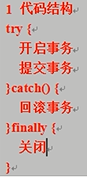 1 代码结构
try {
开启事务
提交事务
}catch() {
回滚事务
}finally {
关闭
}